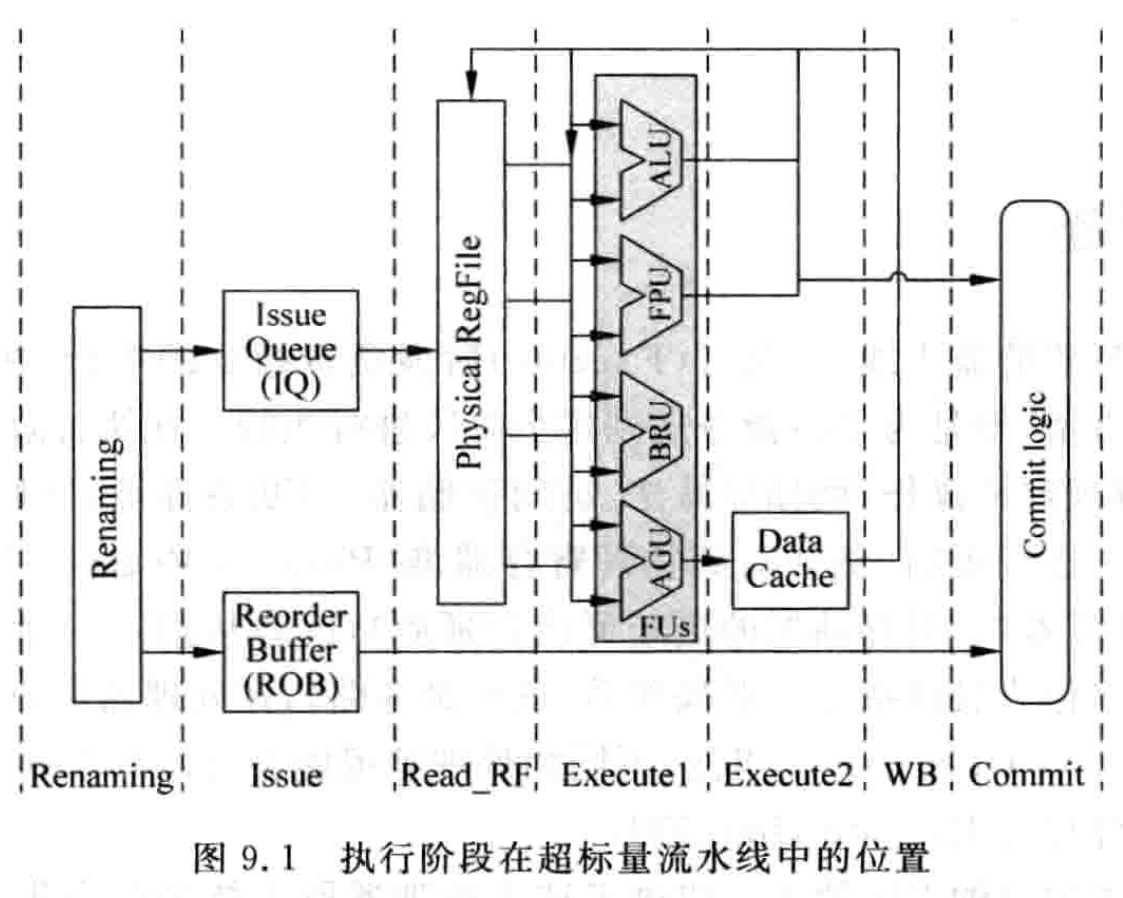 Renaming
Issue
Queue
(IQ)
Reorder
Buffer
(ROB)
Physical RegFile
ALU
FPU
BRU
AGU
FUs
Data
Cache
Commit logic
Renaming Issue Read_RF Execute1 Execute2 WB Commit
图 9.1 执行阶段在超标量流水线中的位置